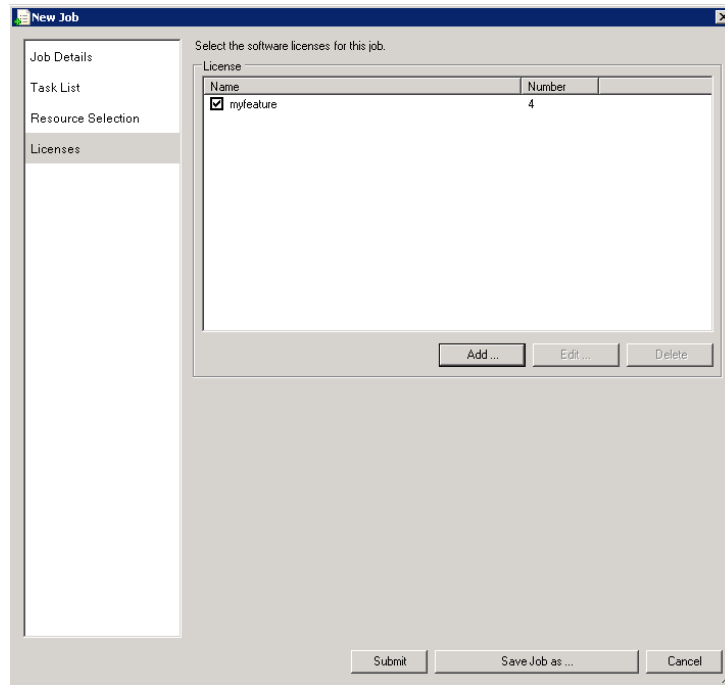 New Job
Job Details
Task List
Resource Selection
Licenses
Select the software licenses for this job.
License
Name Number
myfeature 4
Add ... Edit ... Delete
Submit Save Job as ... Cancel